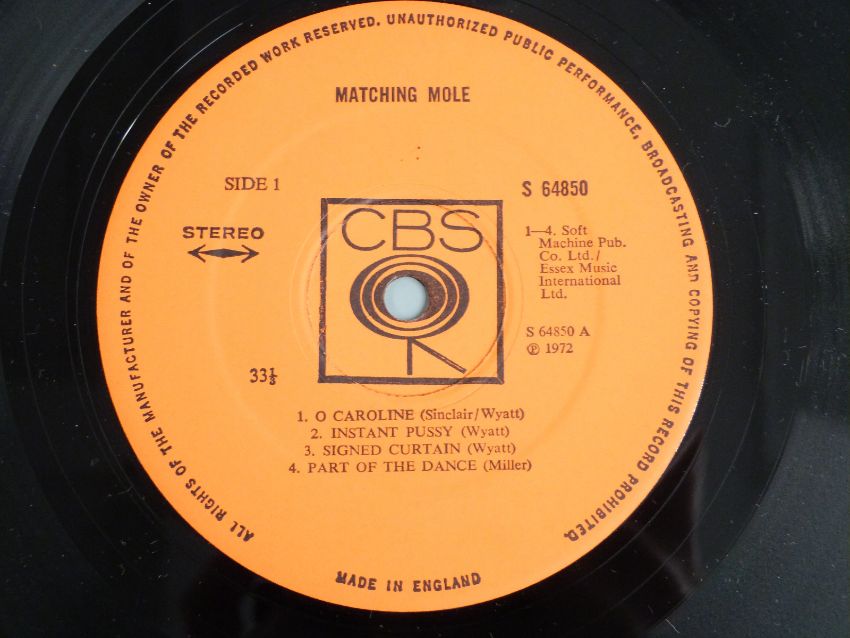 ALL RIGHTS OF THE MANUFACTURER AND OF THE OWNER OF THE RECORDED WORK RESERVED. UNAUTHORIZED PUBLIC PERFORMANCE, BROADCASTING AND COPYING OF THIS RECORD PROHIBITED.
MATCHING MOLE
SIDE 1
S 64850
STEREO
CBS
1—4. Soft
Machine Pub.
Co. Ltd./
Essex Music
International
Ltd.
S 64850 A
℗ 1972
33⅓
1. O CAROLINE (Sinclair/Wyatt)
2. INSTANT PUSSY (Wyatt)
3. SIGNED CURTAIN (Wyatt)
4. PART OF THE DANCE (Miller)
MADE IN ENGLAND